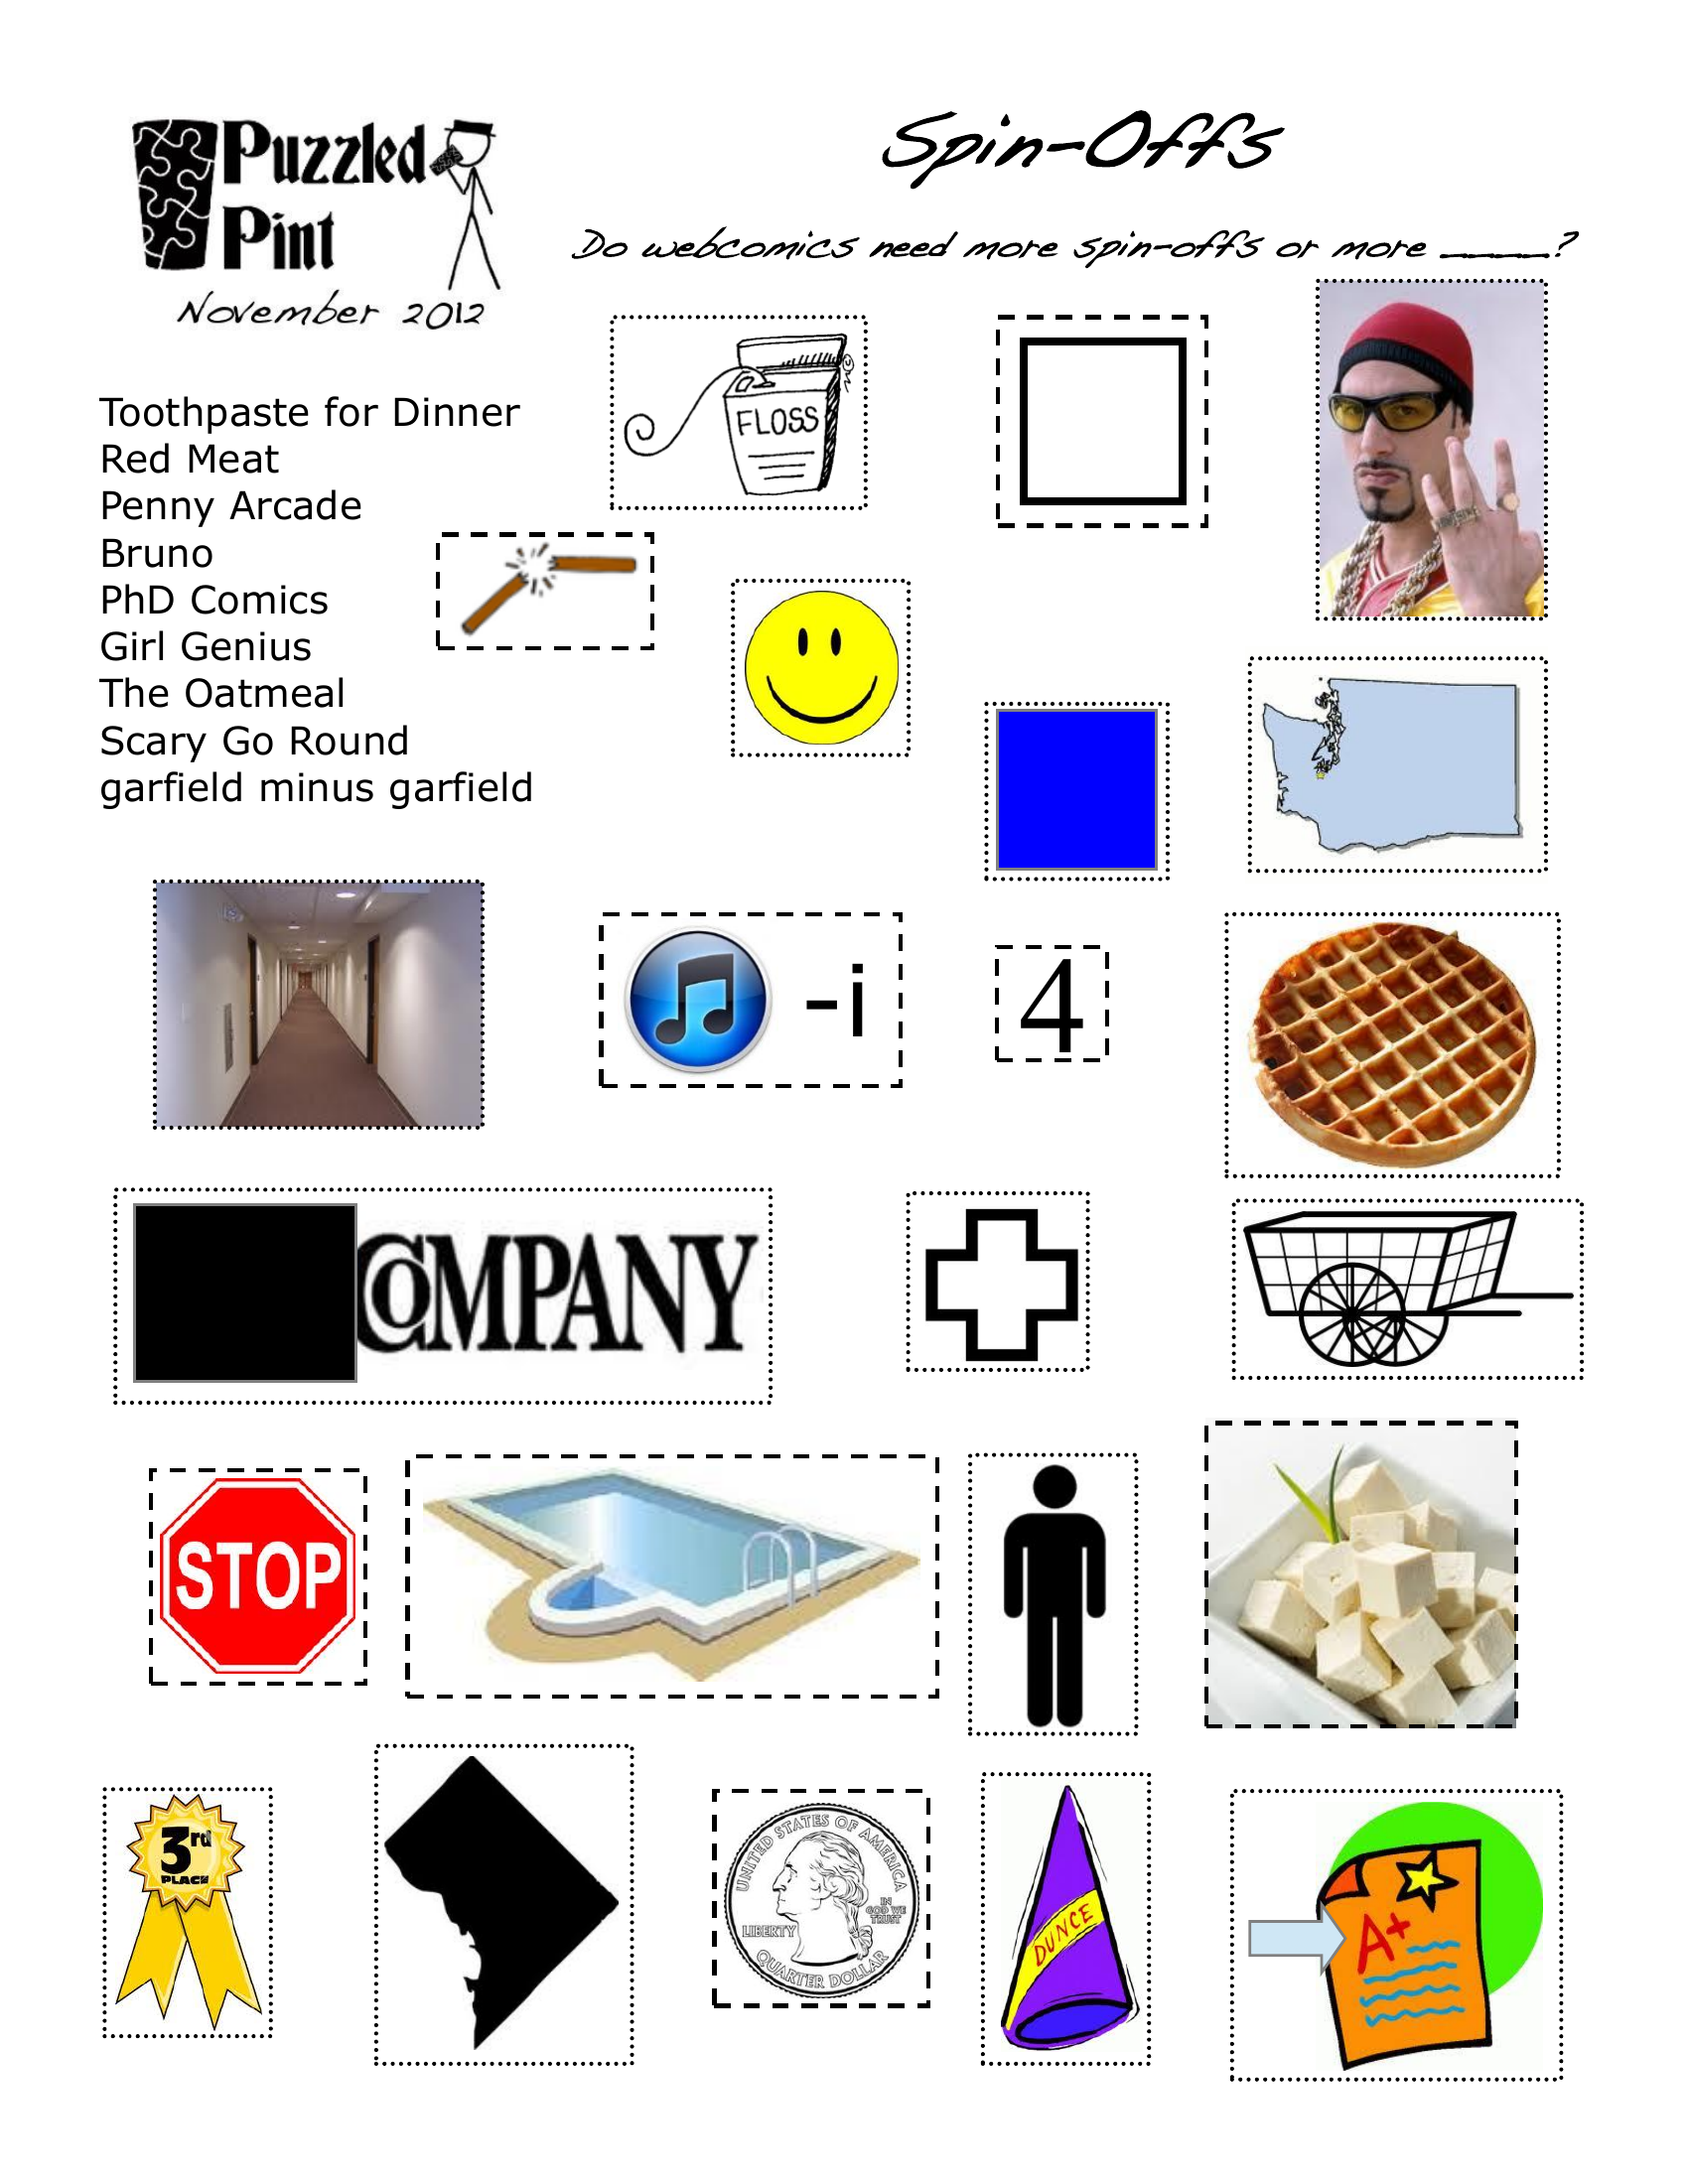 Puzzled
Pint
November 2012
Spin-Offs
Do webcomics need more spin-offs or more ____?
Toothpaste for Dinner
Red Meat
Penny Arcade
Bruno
PhD Comics
Girl Genius
The Oatmeal
Scary Go Round
garfield minus garfield
FLOSS
-i
4
COMPANY
STOP
3rd
PLACE
UNITED STATES OF AMERICA
LIBERTY
IN
GOD WE
TRUST
QUARTER DOLLAR
DUNCE
A+